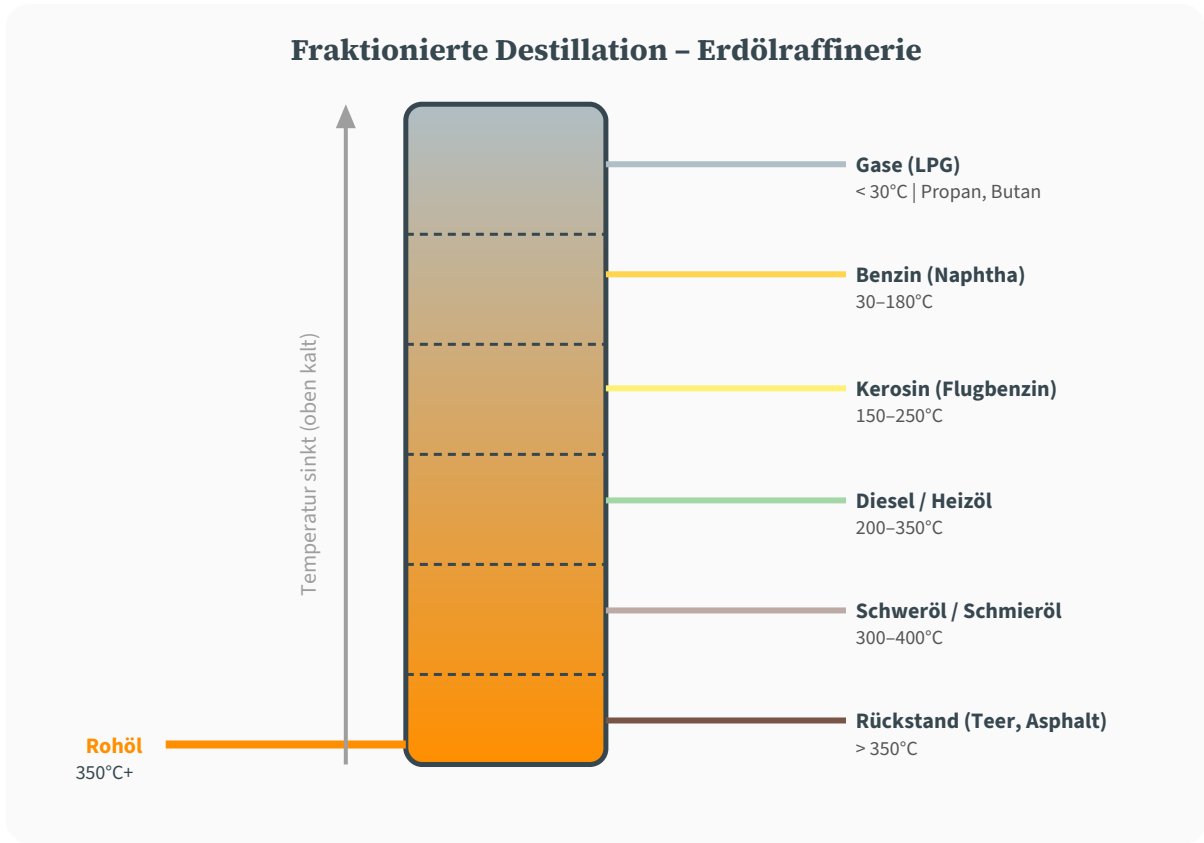 Fraktionierte Destillation – Erdölraffinerie
Gase (LPG)
< 30°C | Propan, Butan
Benzin (Naphtha)
30–180°C
Kerosin (Flugbenzin)
150–250°C
Temperatur sinkt (oben kalt)
Diesel / Heizöl
200–350°C
Schweröl / Schmieröl
300–400°C
Rückstand (Teer, Asphalt)
> 350°C
Rohöl
350°C+